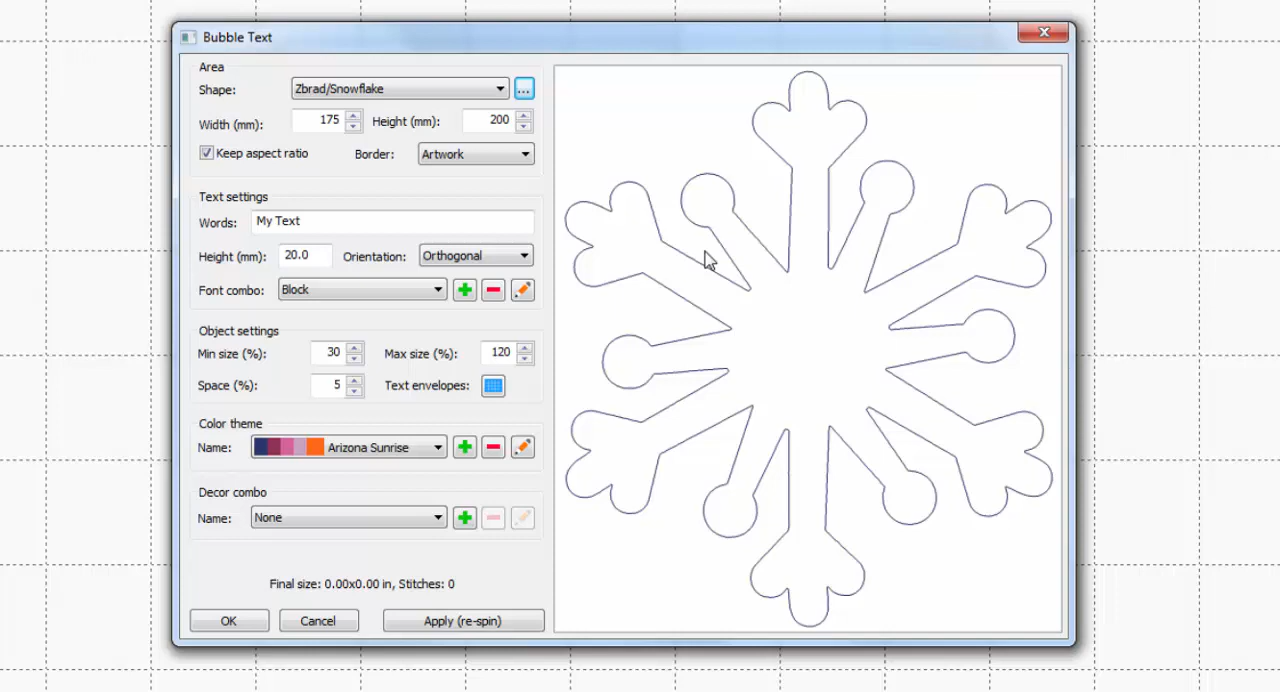 Bubble Text
Area
Shape: Zbrad/Snowflake ...
Width (mm): 175 Height (mm): 200
Keep aspect ratio Border: Artwork
Text settings
Words: My Text
Height (mm): 20.0 Orientation: Orthogonal
Font combo: Block
Object settings
Min size (%): 30 Max size (%): 120
Space (%): 5 Text envelopes:
Color theme
Name: Arizona Sunrise
Decor combo
Name: None
Final size: 0.00x0.00 in, Stitches: 0
OK Cancel Apply (re-spin)